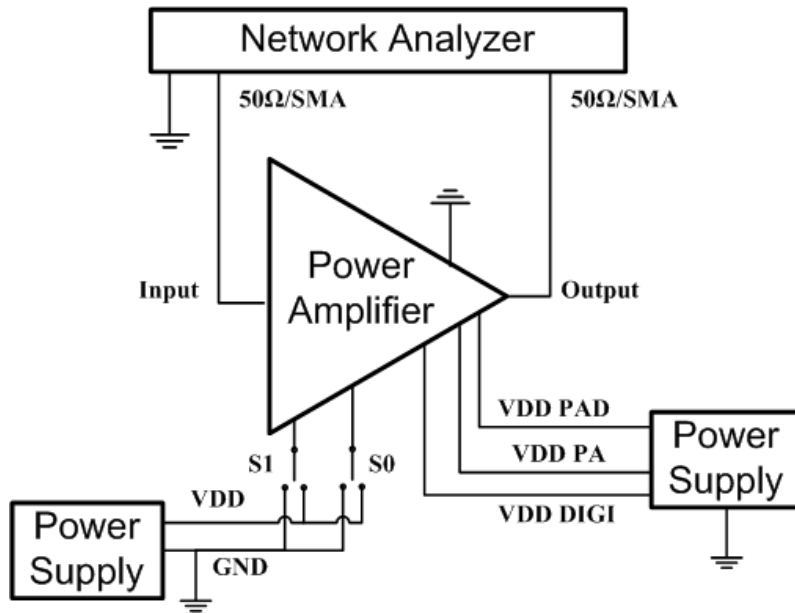 Network Analyzer
50Ω/SMA
50Ω/SMA
Input
Power
Amplifier
Output
VDD PAD
VDD PA
VDD DIGI
Power
Supply
S1
S0
VDD
GND
Power
Supply